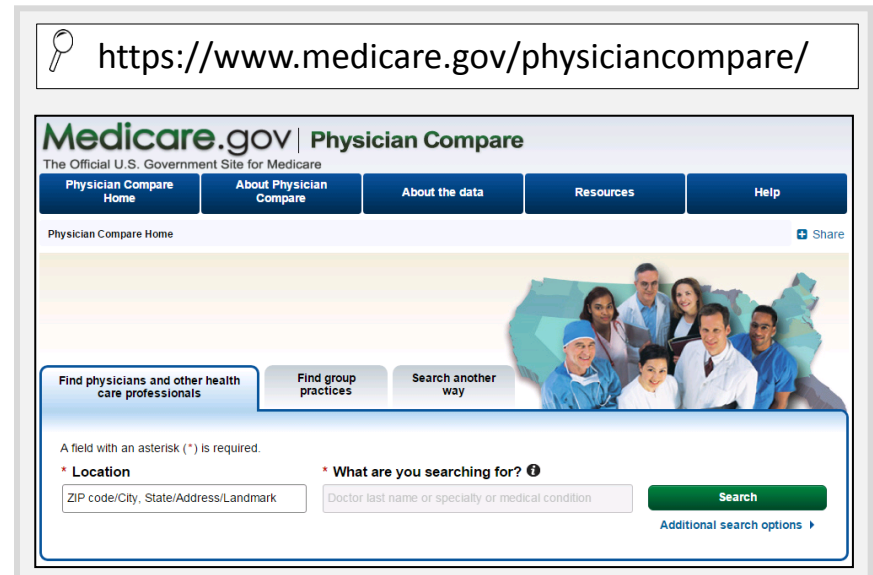 https://www.medicare.gov/physiciancompare/
Medicare.gov | Physician Compare
The Official U.S. Government Site for Medicare
Physician Compare Home
About Physician Compare
About the data
Resources
Help
Physician Compare Home
Share
Find physicians and other health care professionals
Find group practices
Search another way
A field with an asterisk (*) is required.
* Location
* What are you searching for?
ZIP code/City, State/Address/Landmark
Doctor last name or specialty or medical condition
Search
Additional search options